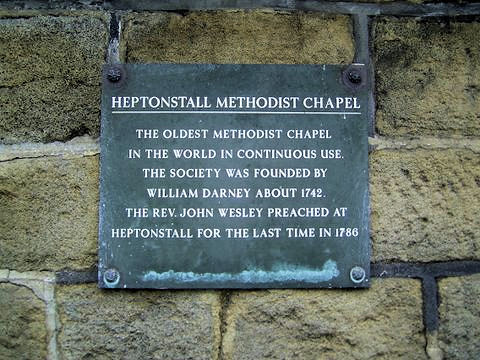 HEPTONSTALL METHODIST CHAPEL
THE OLDEST METHODIST CHAPEL
IN THE WORLD IN CONTINUOUS USE.
THE SOCIETY WAS FOUNDED BY
WILLIAM DARNEY ABOUT 1742.
THE REV. JOHN WESLEY PREACHED AT
HEPTONSTALL FOR THE LAST TIME IN 1786